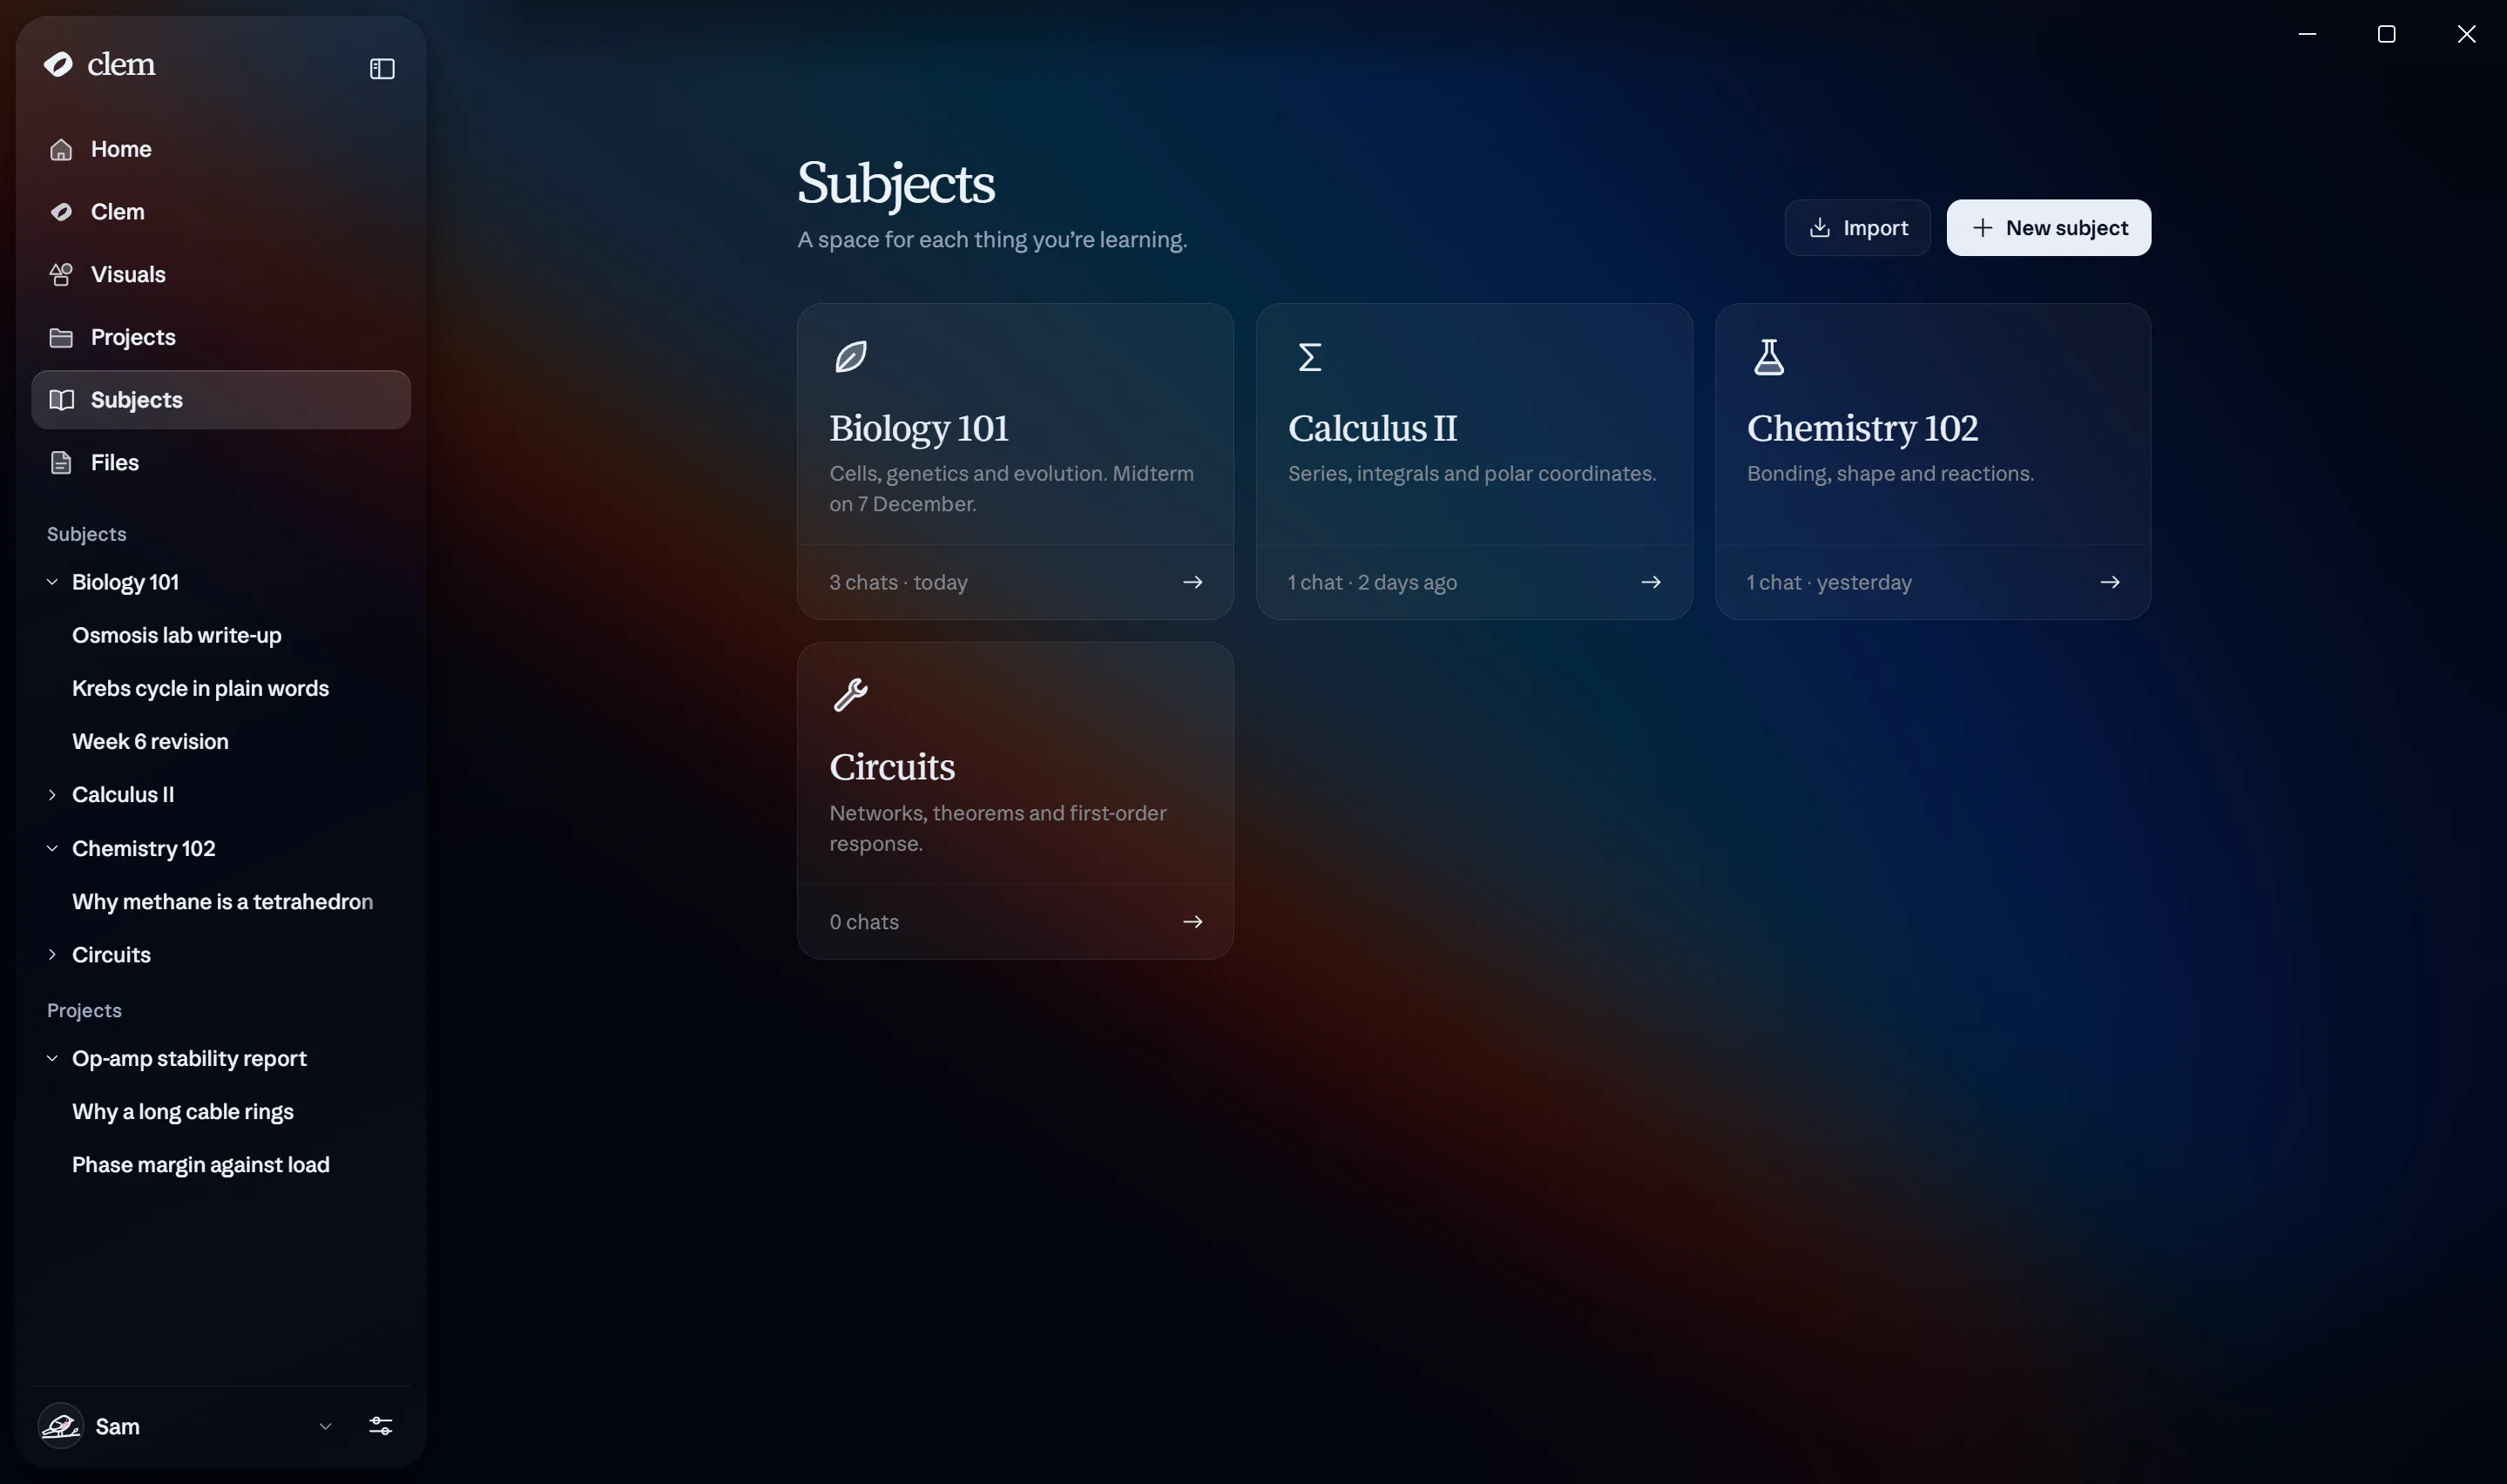 clem
Home
Clem
Visuals
Projects
Subjects
Files
Subjects
Biology 101
Osmosis lab write-up
Krebs cycle in plain words
Week 6 revision
Calculus II
Chemistry 102
Why methane is a tetrahedron
Circuits
Projects
Op-amp stability report
Why a long cable rings
Phase margin against load
Sam
Subjects
A space for each thing you’re learning.
Import
New subject
Biology 101
Cells, genetics and evolution. Midterm
on 7 December.
3 chats · today
Calculus II
Series, integrals and polar coordinates.
1 chat · 2 days ago
Chemistry 102
Bonding, shape and reactions.
1 chat · yesterday
Circuits
Networks, theorems and first-order
response.
0 chats